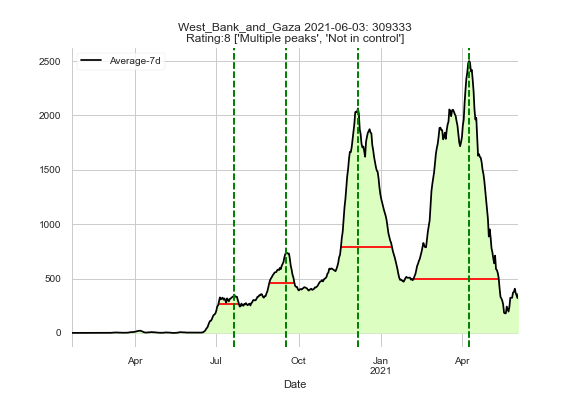 West_Bank_and_Gaza 2021-06-03: 309333
Rating:8 ['Multiple peaks', 'Not in control']
Average-7d
2500
2000
1500
1000
500
0
Apr
Jul
Oct
Jan
2021
Apr
Date